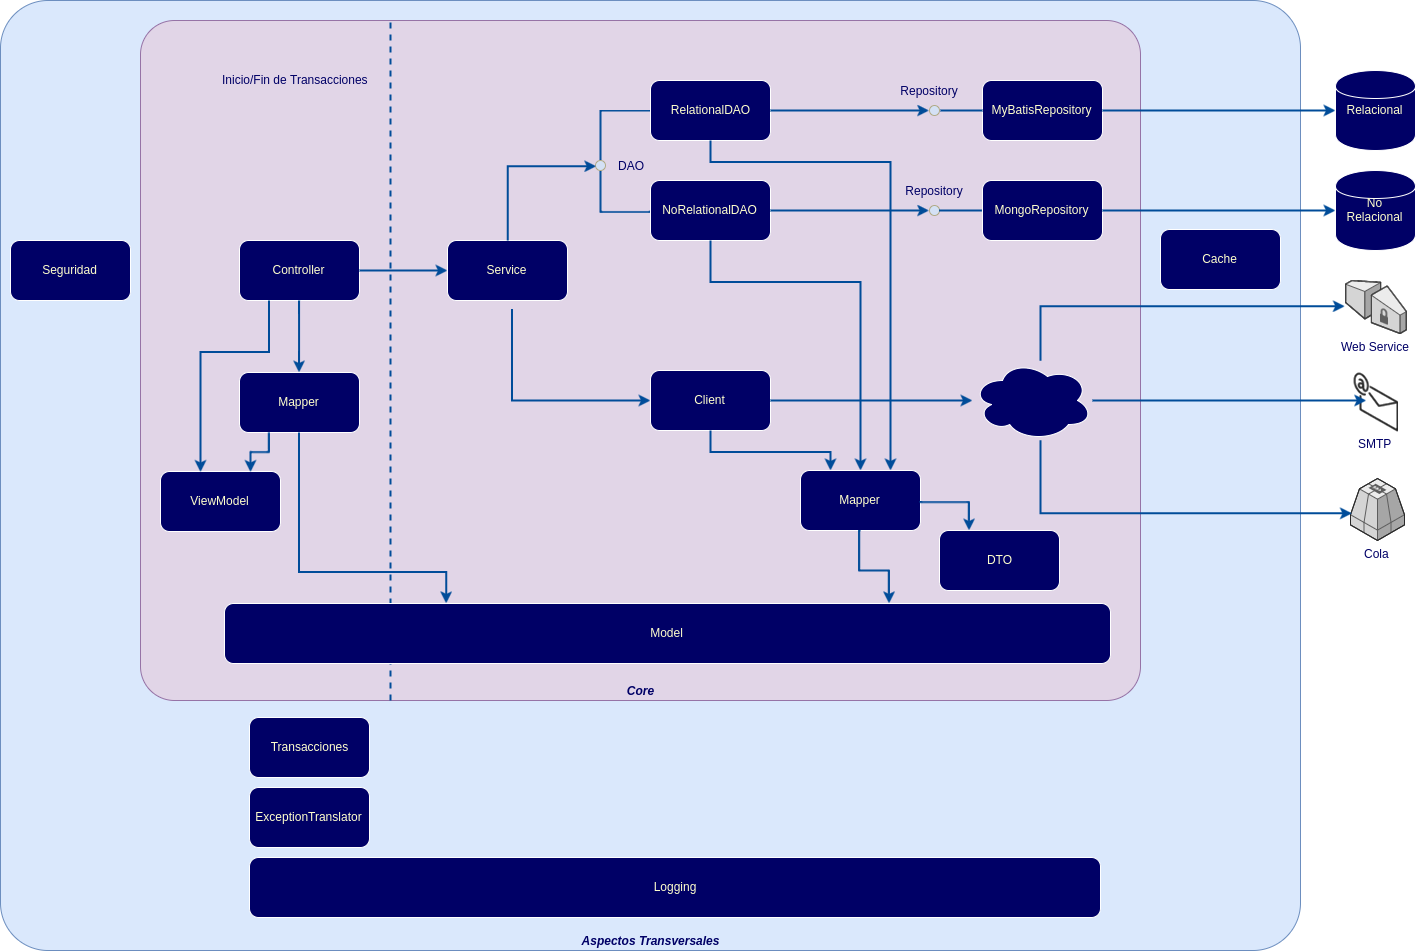 Inicio/Fin de Transacciones
RelationalDAO
Repository
MyBatisRepository
Relacional
DAO
NoRelationalDAO
Repository
MongoRepository
No
Relacional
Seguridad
Controller
Service
Cache
Web Service
Mapper
Client
SMTP
ViewModel
Mapper
DTO
Cola
Model
Core
Transacciones
ExceptionTranslator
Logging
Aspectos Transversales